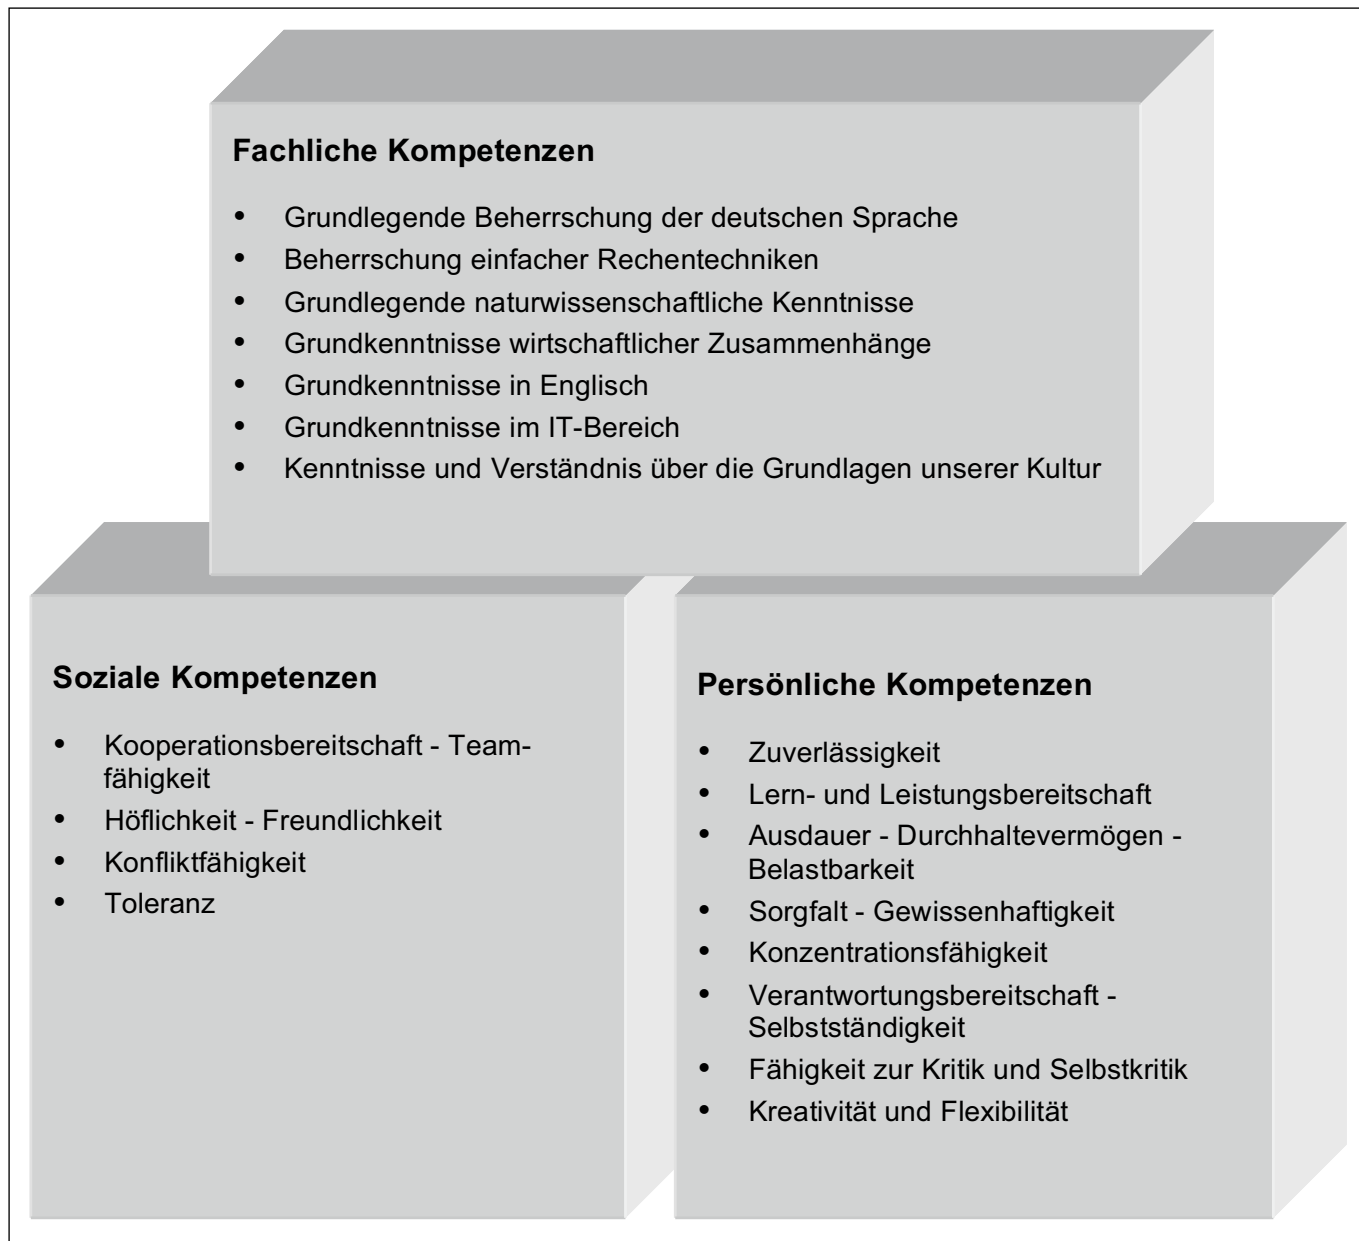 Fachliche Kompetenzen
• Grundlegende Beherrschung der deutschen Sprache
• Beherrschung einfacher Rechentechniken
• Grundlegende naturwissenschaftliche Kenntnisse
• Grundkenntnisse wirtschaftlicher Zusammenhänge
• Grundkenntnisse in Englisch
• Grundkenntnisse im IT-Bereich
• Kenntnisse und Verständnis über die Grundlagen unserer Kultur
Soziale Kompetenzen
• Kooperationsbereitschaft - Team-
fähigkeit
• Höflichkeit - Freundlichkeit
• Konfliktfähigkeit
• Toleranz
Persönliche Kompetenzen
• Zuverlässigkeit
• Lern- und Leistungsbereitschaft
• Ausdauer - Durchhaltevermögen -
Belastbarkeit
• Sorgfalt - Gewissenhaftigkeit
• Konzentrationsfähigkeit
• Verantwortungsbereitschaft -
Selbstständigkeit
• Fähigkeit zur Kritik und Selbstkritik
• Kreativität und Flexibilität